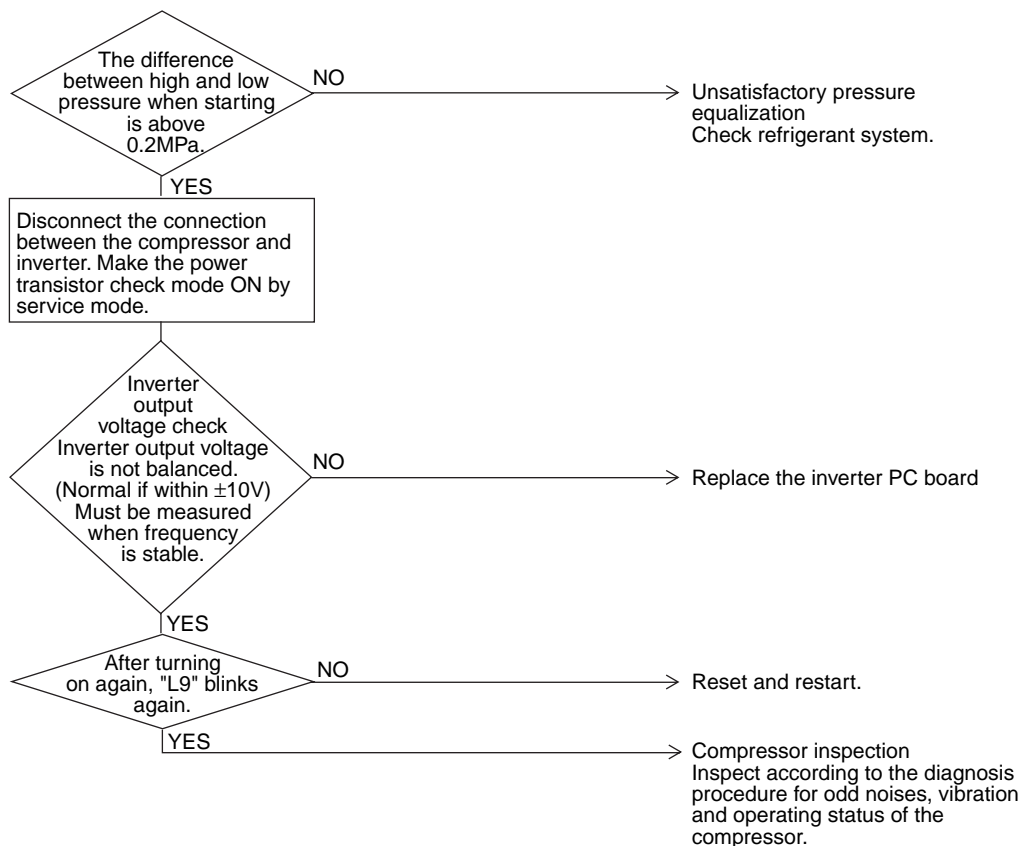 The difference
between high and low
pressure when starting
is above
0.2MPa.
NO
Unsatisfactory pressure
equalization
Check refrigerant system.
YES
Disconnect the connection
between the compressor and
inverter. Make the power
transistor check mode ON by
service mode.
Inverter
output
voltage check
Inverter output voltage
is not balanced.
(Normal if within ±10V)
Must be measured
when frequency
is stable.
NO
Replace the inverter PC board
YES
After turning
on again, "L9" blinks
again.
NO
Reset and restart.
YES
Compressor inspection
Inspect according to the diagnosis
procedure for odd noises, vibration
and operating status of the
compressor.